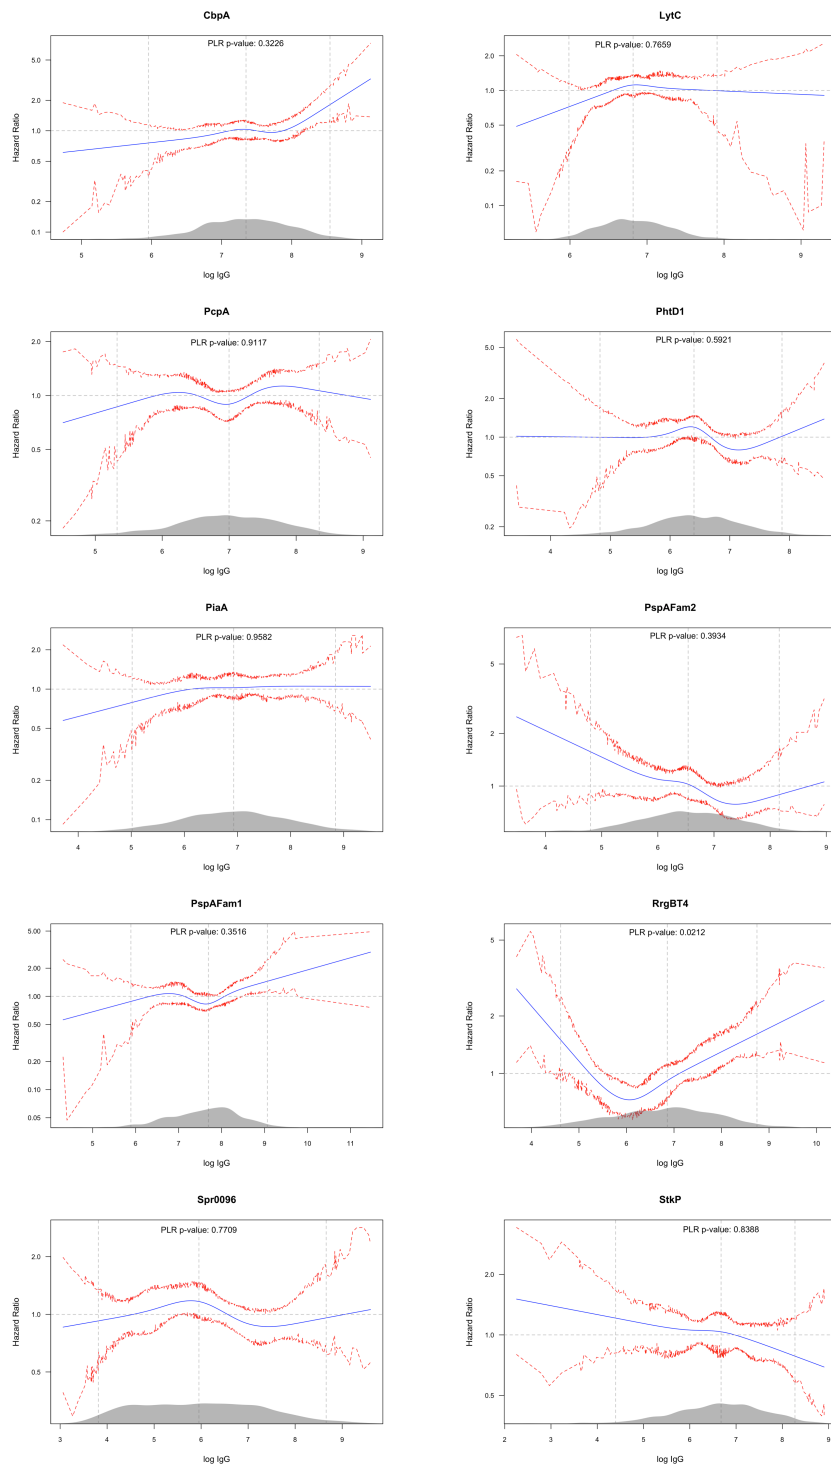 CbpA
PLR p-value: 0.3226
5.0
2.0
1.0
0.5
0.1
Hazard Ratio
5 6 7 8 9
log IgG
LytC
PLR p-value: 0.7659
2.0
1.0
0.5
0.1
Hazard Ratio
6 7 8 9
log IgG
PcpA
PLR p-value: 0.9117
2.0
1.0
0.5
0.2
Hazard Ratio
5 6 7 8 9
log IgG
PhtD1
PLR p-value: 0.5921
5.0
2.0
1.0
0.5
0.2
Hazard Ratio
4 5 6 7 8
log IgG
PiaA
PLR p-value: 0.9582
2.0
1.0
0.5
0.2
0.1
Hazard Ratio
4 5 6 7 8 9
log IgG
PspAFam2
PLR p-value: 0.3934
5
2
1
Hazard Ratio
4 5 6 7 8 9
log IgG
PspAFam1
PLR p-value: 0.3516
5.00
2.00
1.00
0.50
0.20
0.10
0.05
Hazard Ratio
5 6 7 8 9 10 11
log IgG
RrgBT4
PLR p-value: 0.0212
5
2
1
Hazard Ratio
4 5 6 7 8 9 10
log IgG
Spr0096
PLR p-value: 0.7709
2.0
1.0
0.5
Hazard Ratio
3 4 5 6 7 8 9
log IgG
StkP
PLR p-value: 0.8388
2.0
1.0
0.5
Hazard Ratio
2 3 4 5 6 7 8 9
log IgG